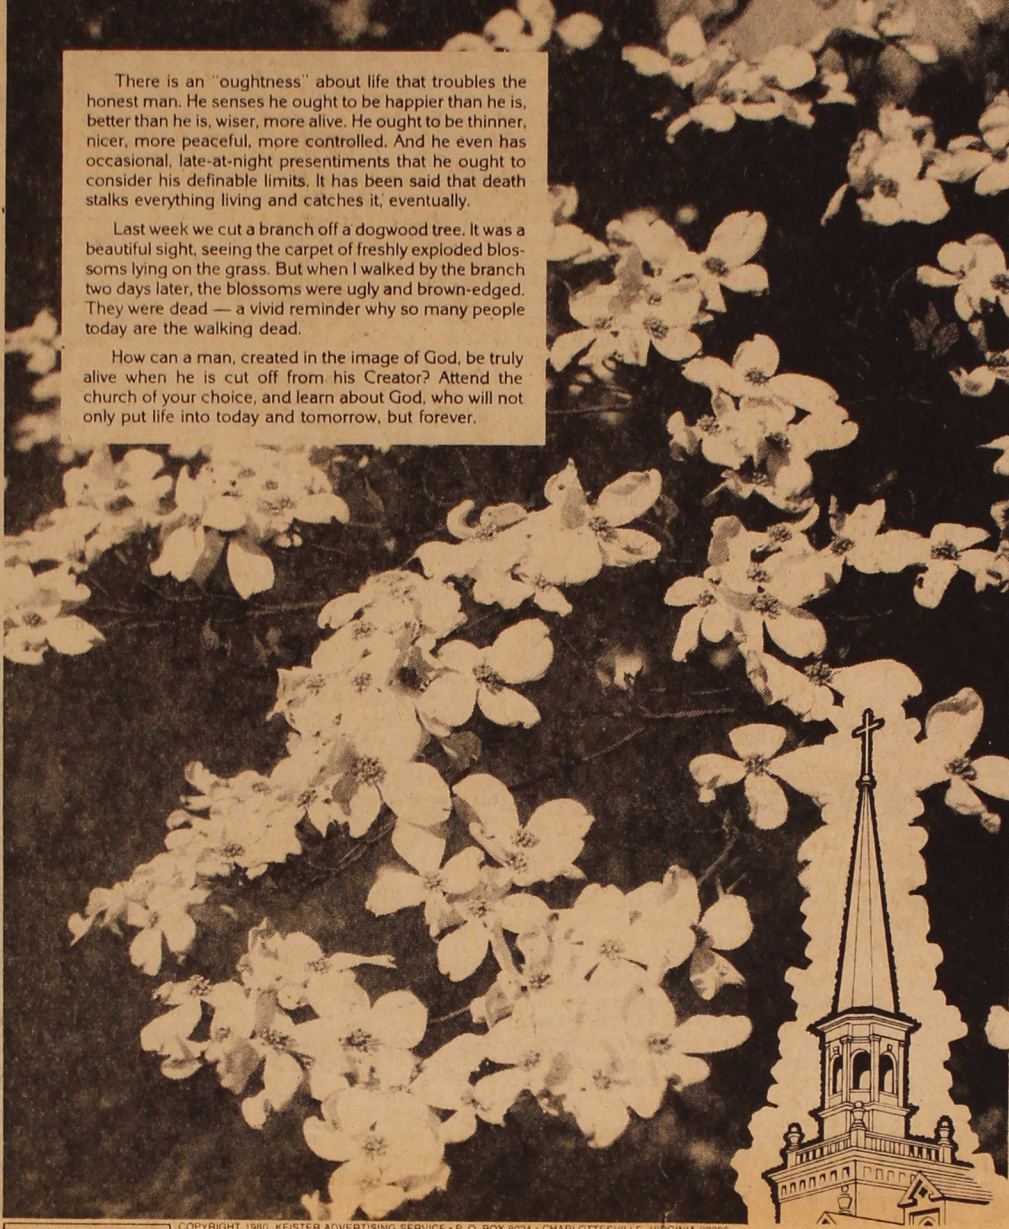 There is an "oughtness" about life that troubles the
honest man. He senses he ought to be happier than he is,
better than he is, wiser, more alive. He ought to be thinner,
nicer, more peaceful, more controlled. And he even has
occasional, late-at-night presentiments that he ought to
consider his definable limits. It has been said that death
stalks everything living and catches it, eventually.
Last week we cut a branch off a dogwood tree. It was a
beautiful sight, seeing the carpet of freshly exploded blos-
soms lying on the grass. But when I walked by the branch
two days later, the blossoms were ugly and brown-edged.
They were dead — a vivid reminder why so many people
today are the walking dead.
How can a man, created in the image of God, be truly
alive when he is cut off from his Creator? Attend the
church of your choice, and learn about God, who will not
only put life into today and tomorrow, but forever.
COPYRIGHT 1980, KEISTER ADVERTISING SERVICE • P. O. BOX 8024 • CHARLOTTESVILLE, VIRGINIA